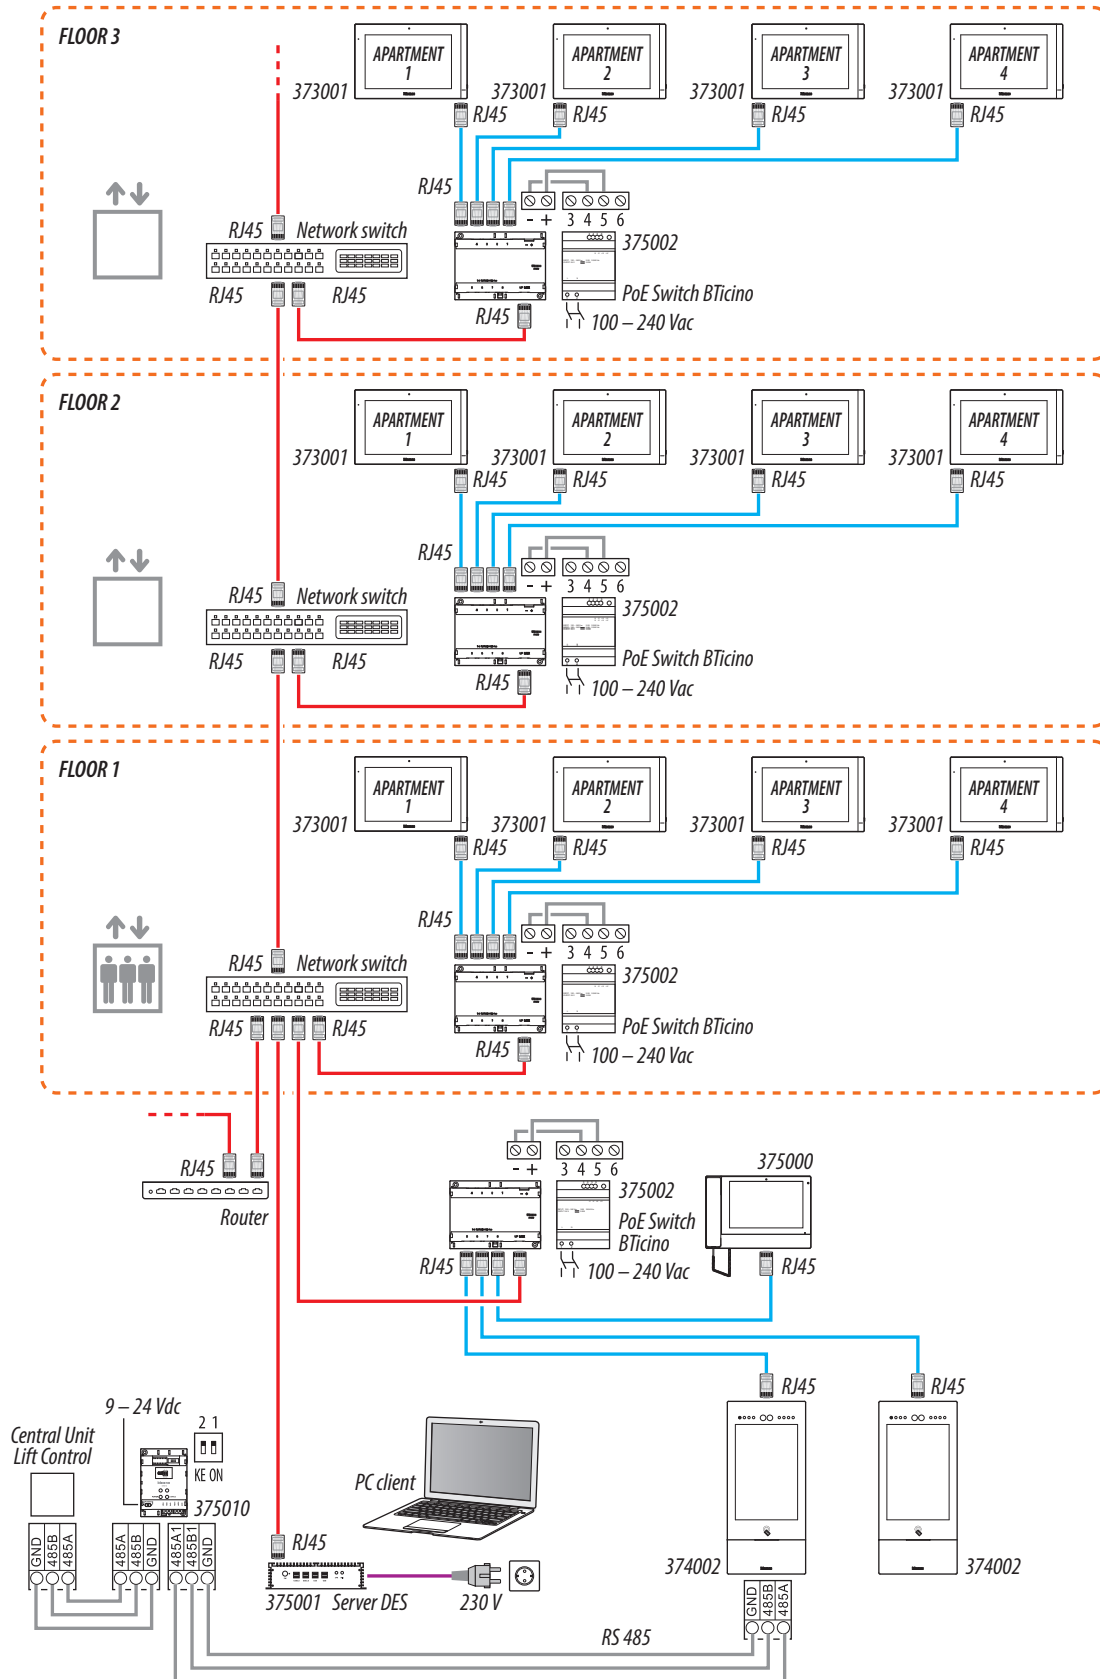 FLOOR 3
APARTMENT
1
APARTMENT
2
APARTMENT
3
APARTMENT
4
373001
373001
373001
373001
RJ45
RJ45
RJ45
RJ45
RJ45
- + 3 4 5 6
RJ45
Network switch
375002
RJ45
RJ45
PoE Switch BTicino
RJ45
100 – 240 Vac
FLOOR 2
APARTMENT
1
APARTMENT
2
APARTMENT
3
APARTMENT
4
373001
373001
373001
373001
RJ45
RJ45
RJ45
RJ45
RJ45
- + 3 4 5 6
RJ45
Network switch
375002
RJ45
RJ45
PoE Switch BTicino
RJ45
100 – 240 Vac
FLOOR 1
APARTMENT
1
APARTMENT
2
APARTMENT
3
APARTMENT
4
373001
373001
373001
373001
RJ45
RJ45
RJ45
RJ45
RJ45
- + 3 4 5 6
RJ45
Network switch
375002
RJ45
RJ45
PoE Switch BTicino
RJ45
100 – 240 Vac
- + 3 4 5 6
RJ45
Router
375002
PoE Switch
BTicino
375000
RJ45
100 – 240 Vac
RJ45
RJ45
RJ45
9 – 24 Vdc
2 1
KE ON
Central Unit
Lift Control
375010
PC client
GND
485B
485A
485A
485B
GND
485A1
485B1
GND
RJ45
375001
Server DES
230 V
374002
374002
GND
485B
485A
RS 485